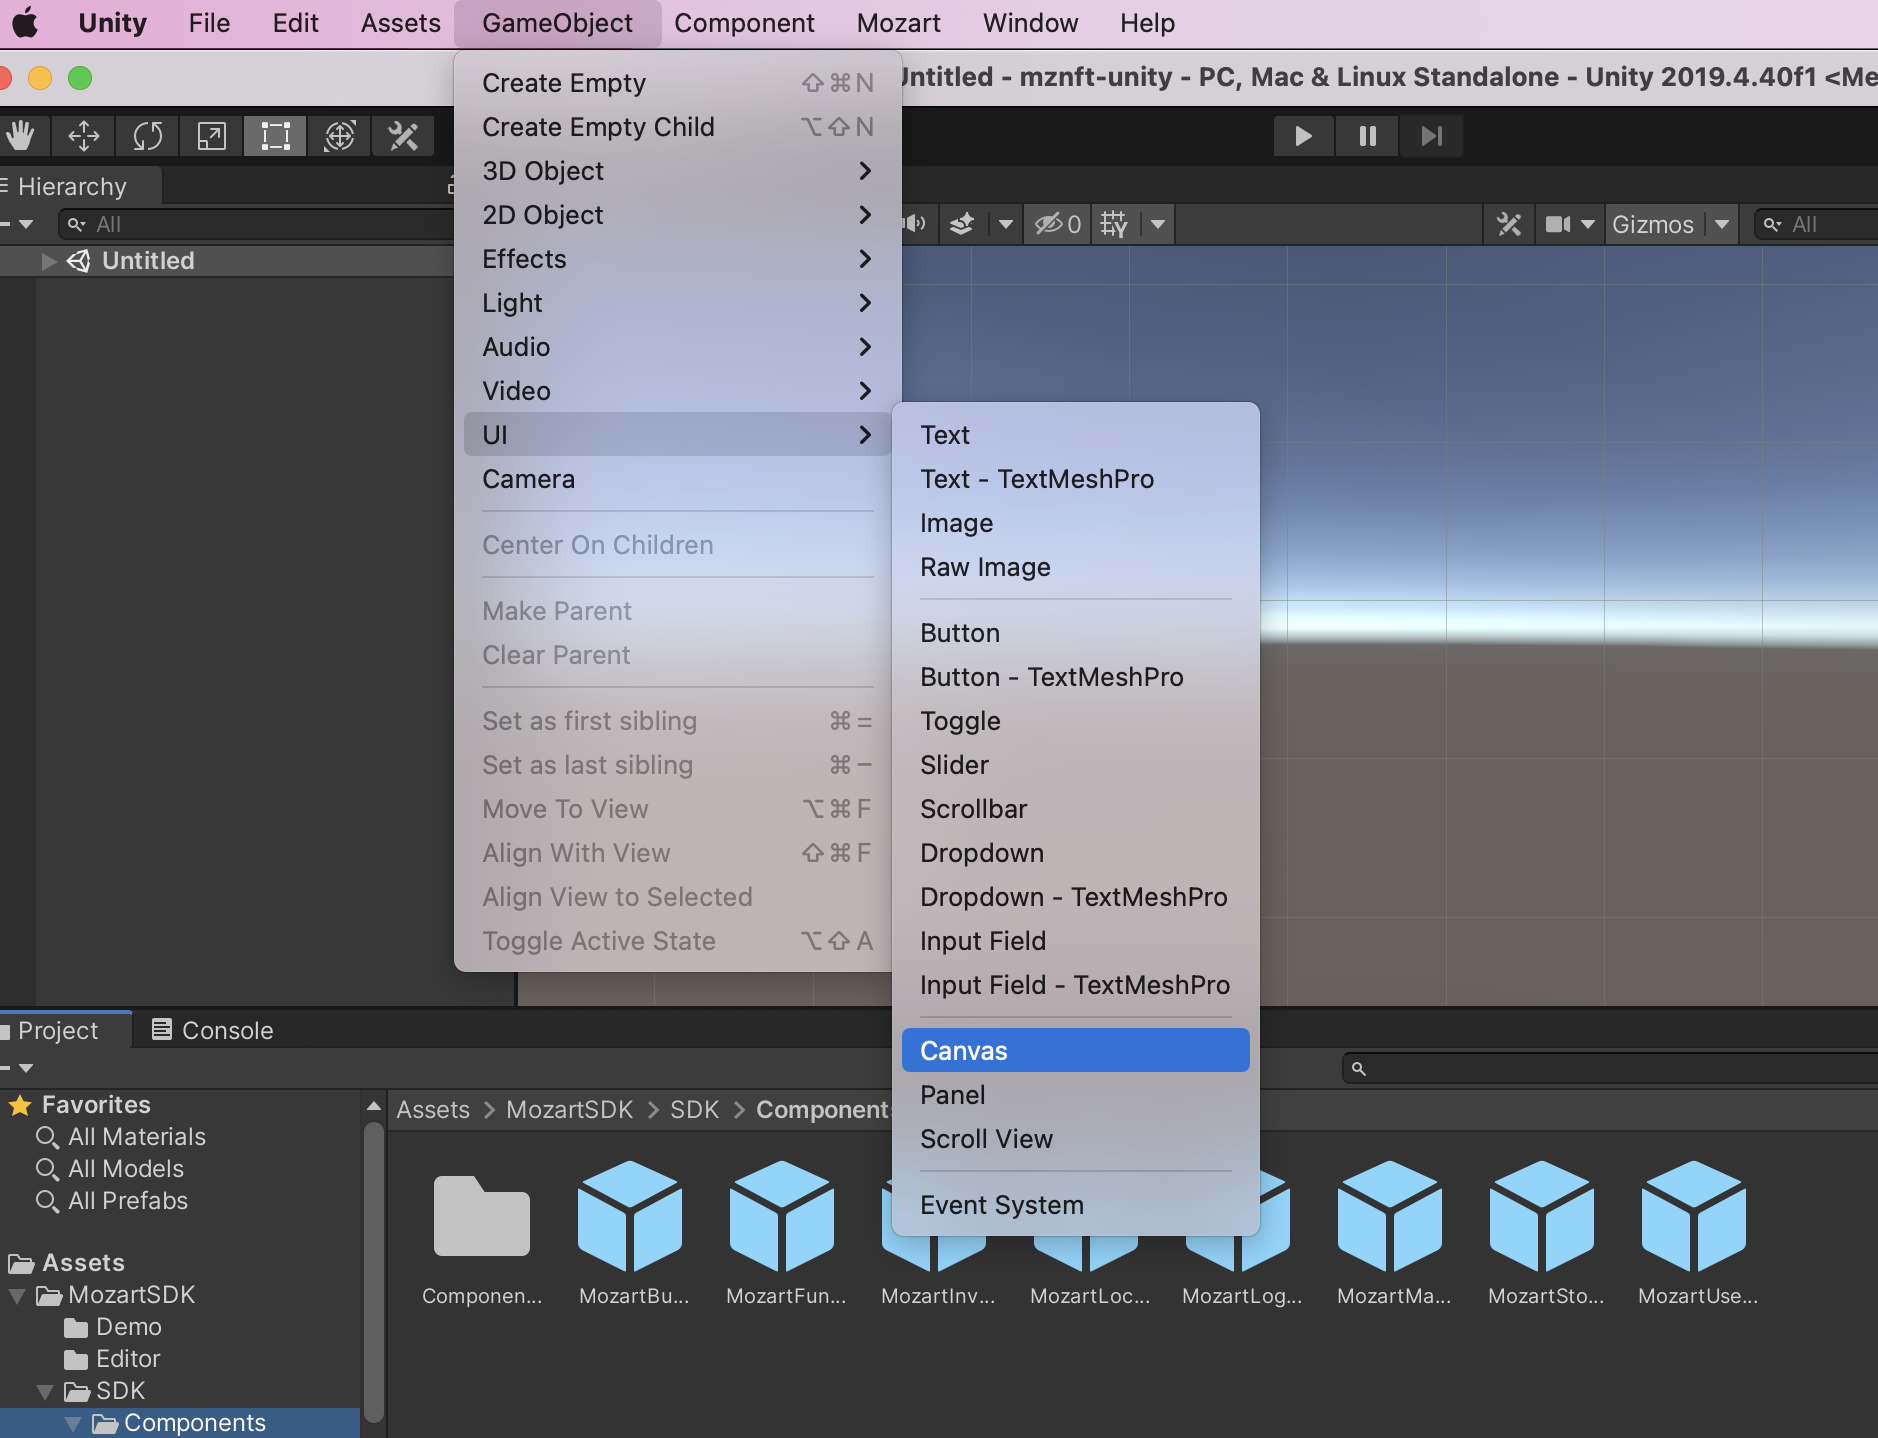 Unity File Edit Assets GameObject Component Mozart Window Help
Untitled - mznft-unity - PC, Mac & Linux Standalone - Unity 2019.4.40f1 <Me
Hierarchy
All
Untitled
Create Empty ⇧⌘N
Create Empty Child ⌥⇧N
3D Object
2D Object
Effects
Light
Audio
Video
UI
Camera
Center On Children
Make Parent
Clear Parent
Set as first sibling ⌘=
Set as last sibling ⌘−
Move To View ⌥⌘F
Align With View ⇧⌘F
Align View to Selected
Toggle Active State ⌥⇧A
0 Gizmos All
Text
Text - TextMeshPro
Image
Raw Image
Button
Button - TextMeshPro
Toggle
Slider
Scrollbar
Dropdown
Dropdown - TextMeshPro
Input Field
Input Field - TextMeshPro
Canvas
Panel
Scroll View
Event System
Project Console
Favorites
All Materials
All Models
All Prefabs
Assets
MozartSDK
Demo
Editor
SDK
Components
Assets > MozartSDK > SDK > Component
Componen... MozartBu... MozartFun... MozartInv... MozartLoc... MozartLog... MozartMa... MozartSto... MozartUse...